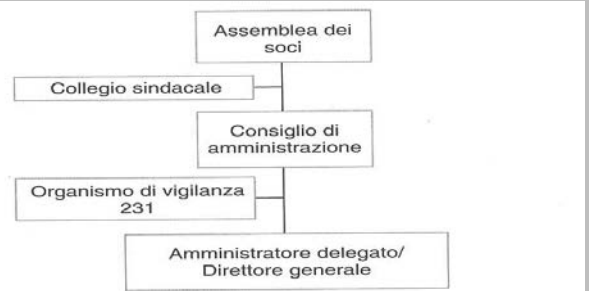 Assemblea dei
soci
Collegio sindacale
Consiglio di
amministrazione
Organismo di vigilanza
231
Amministratore delegato/
Direttore generale